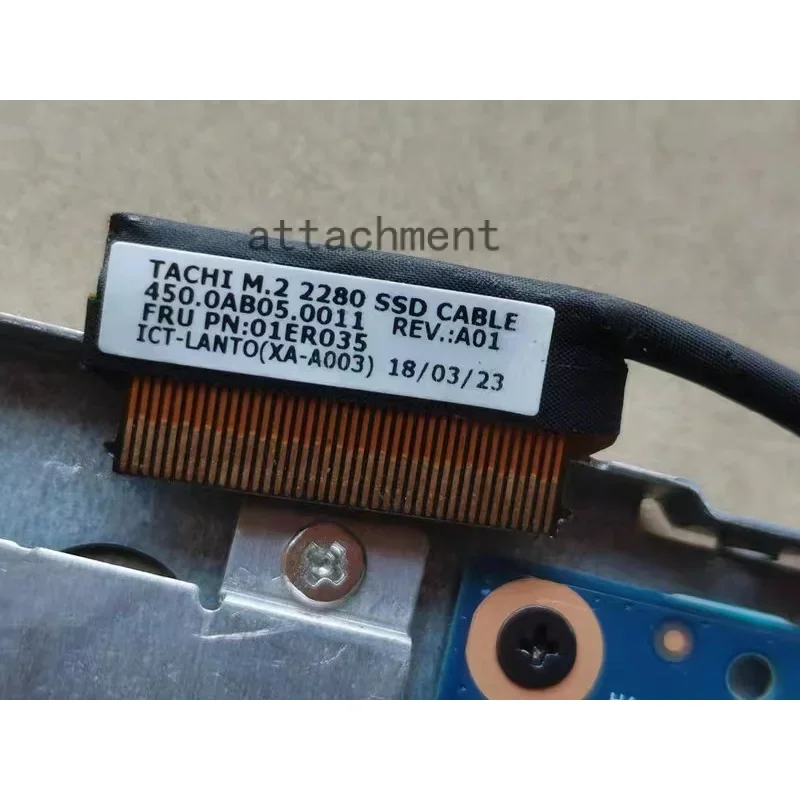 attachment
TACHI M.2 2280 SSD CABLE
450.0AB05.0011 REV.:A01
FRU PN:01ER035
ICT-LANTO(XA-A003) 18/03/23